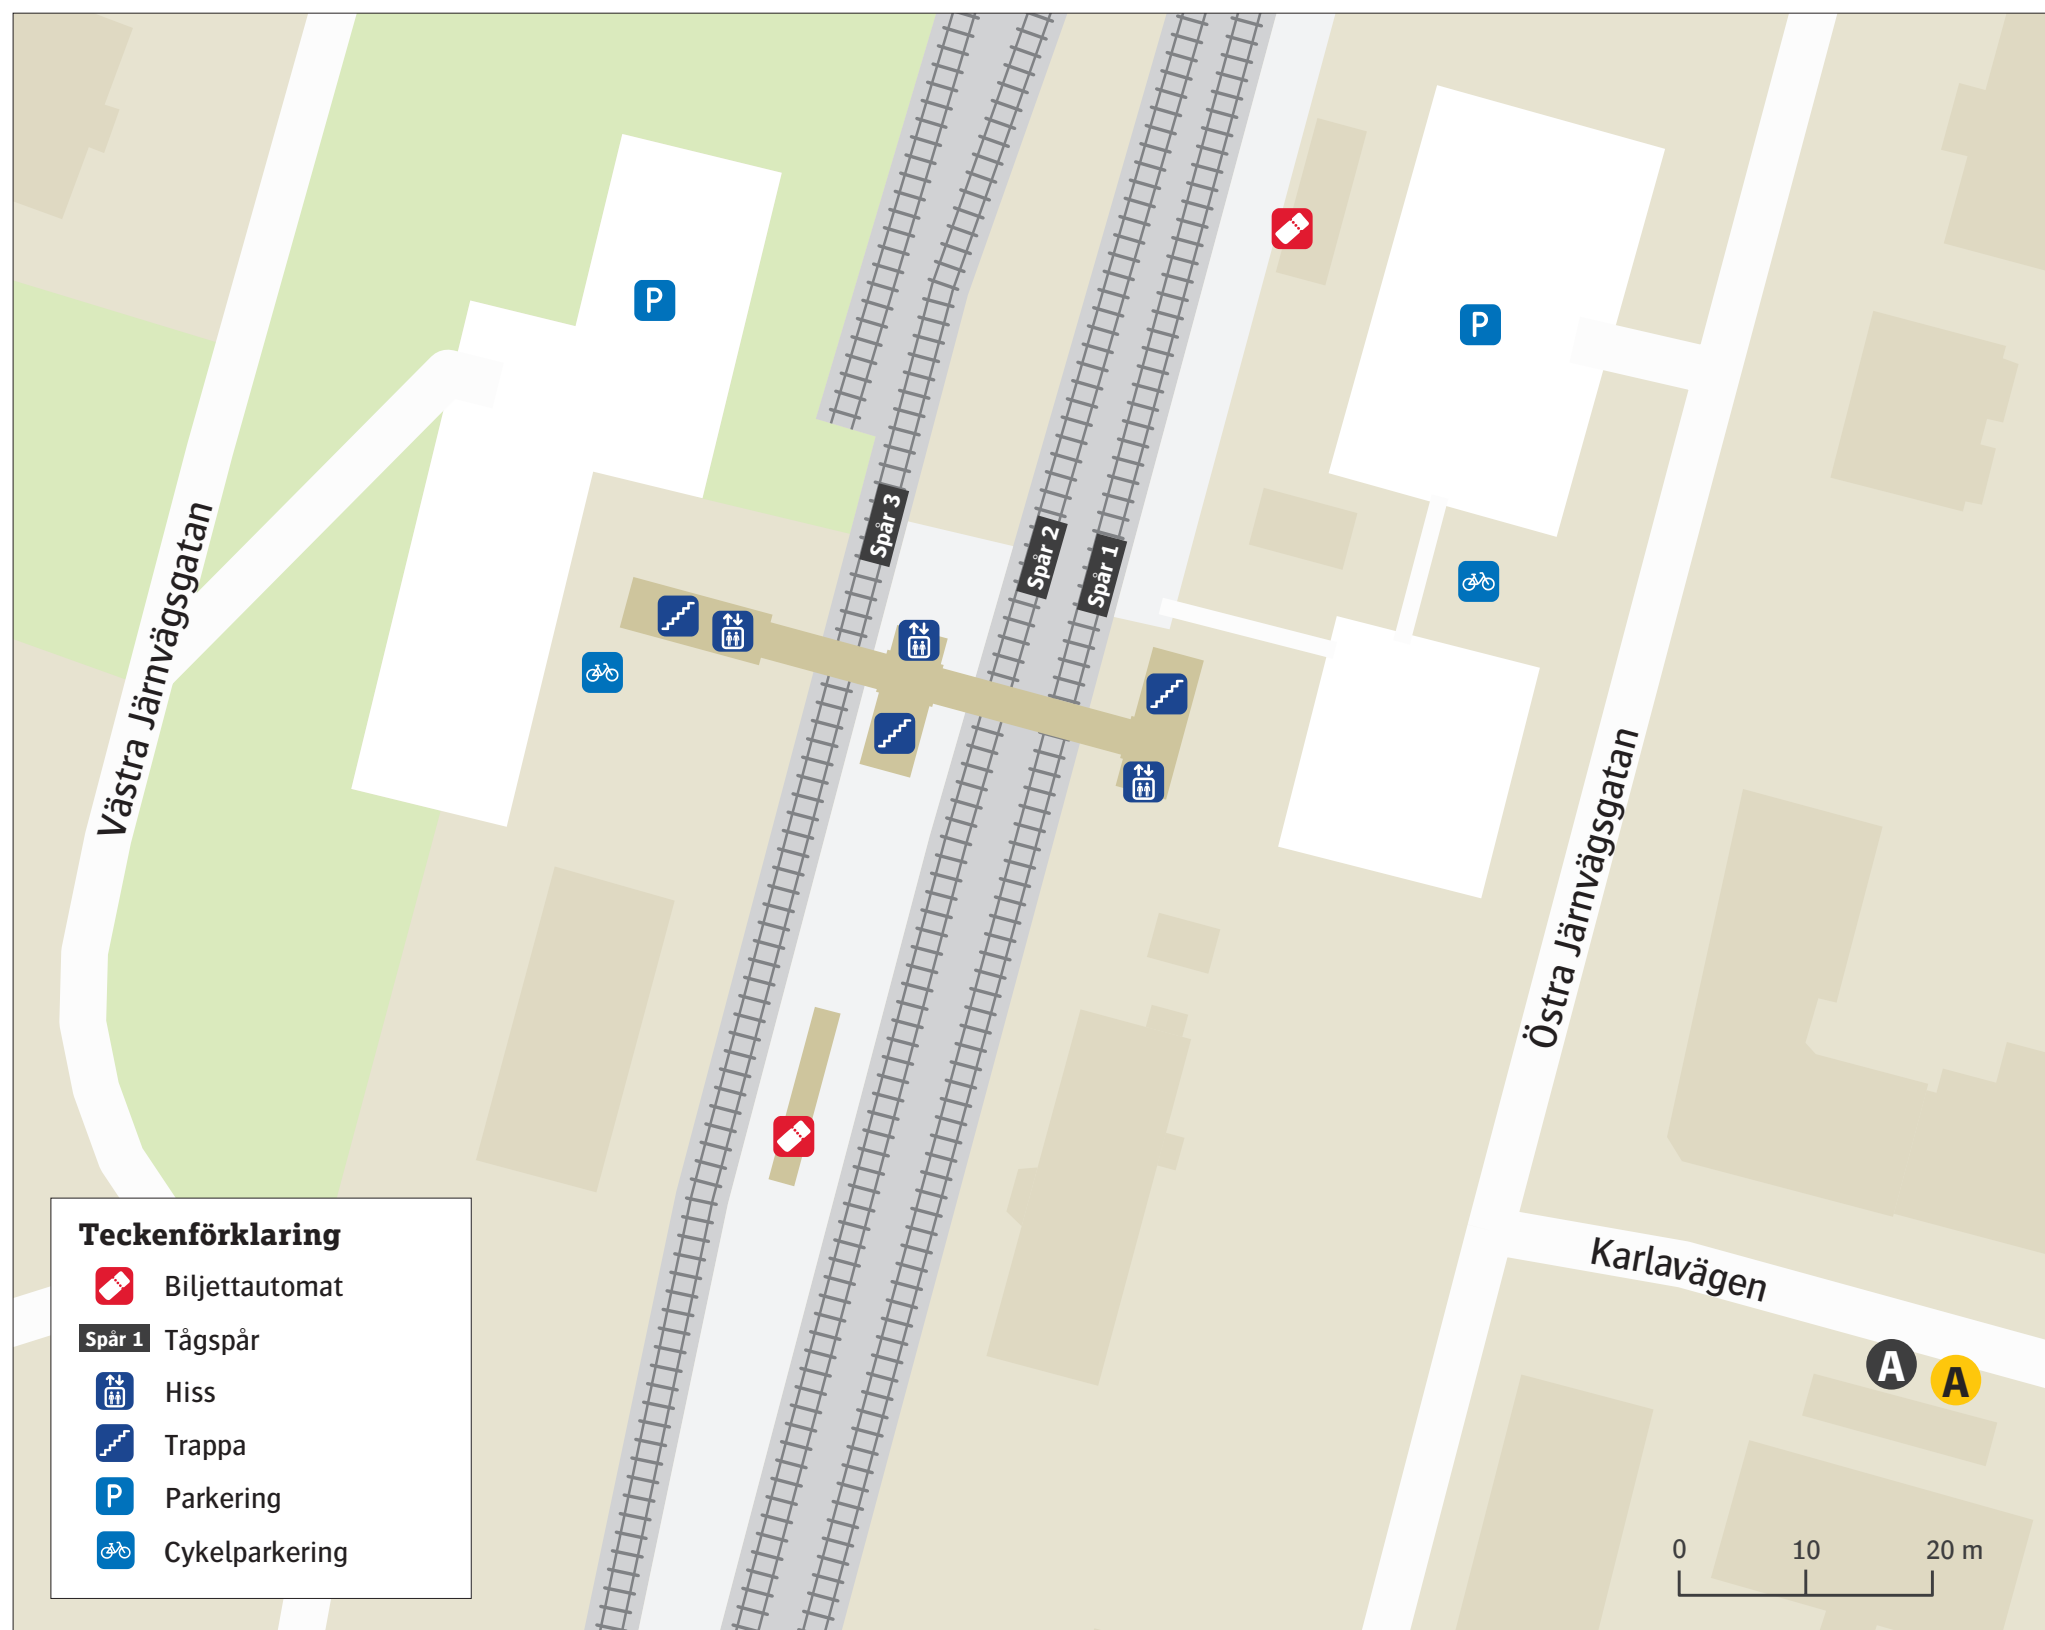 P
P
Spår 3
Spår 2
Spår 1
Västra Järnvägsgatan
Östra Järnvägsgatan
Karlavägen
A
A
Teckenförklaring
Biljettautomat
Spår 1 Tågspår
Hiss
Trappa
P Parkering
Cykelparkering
0 10 20 m